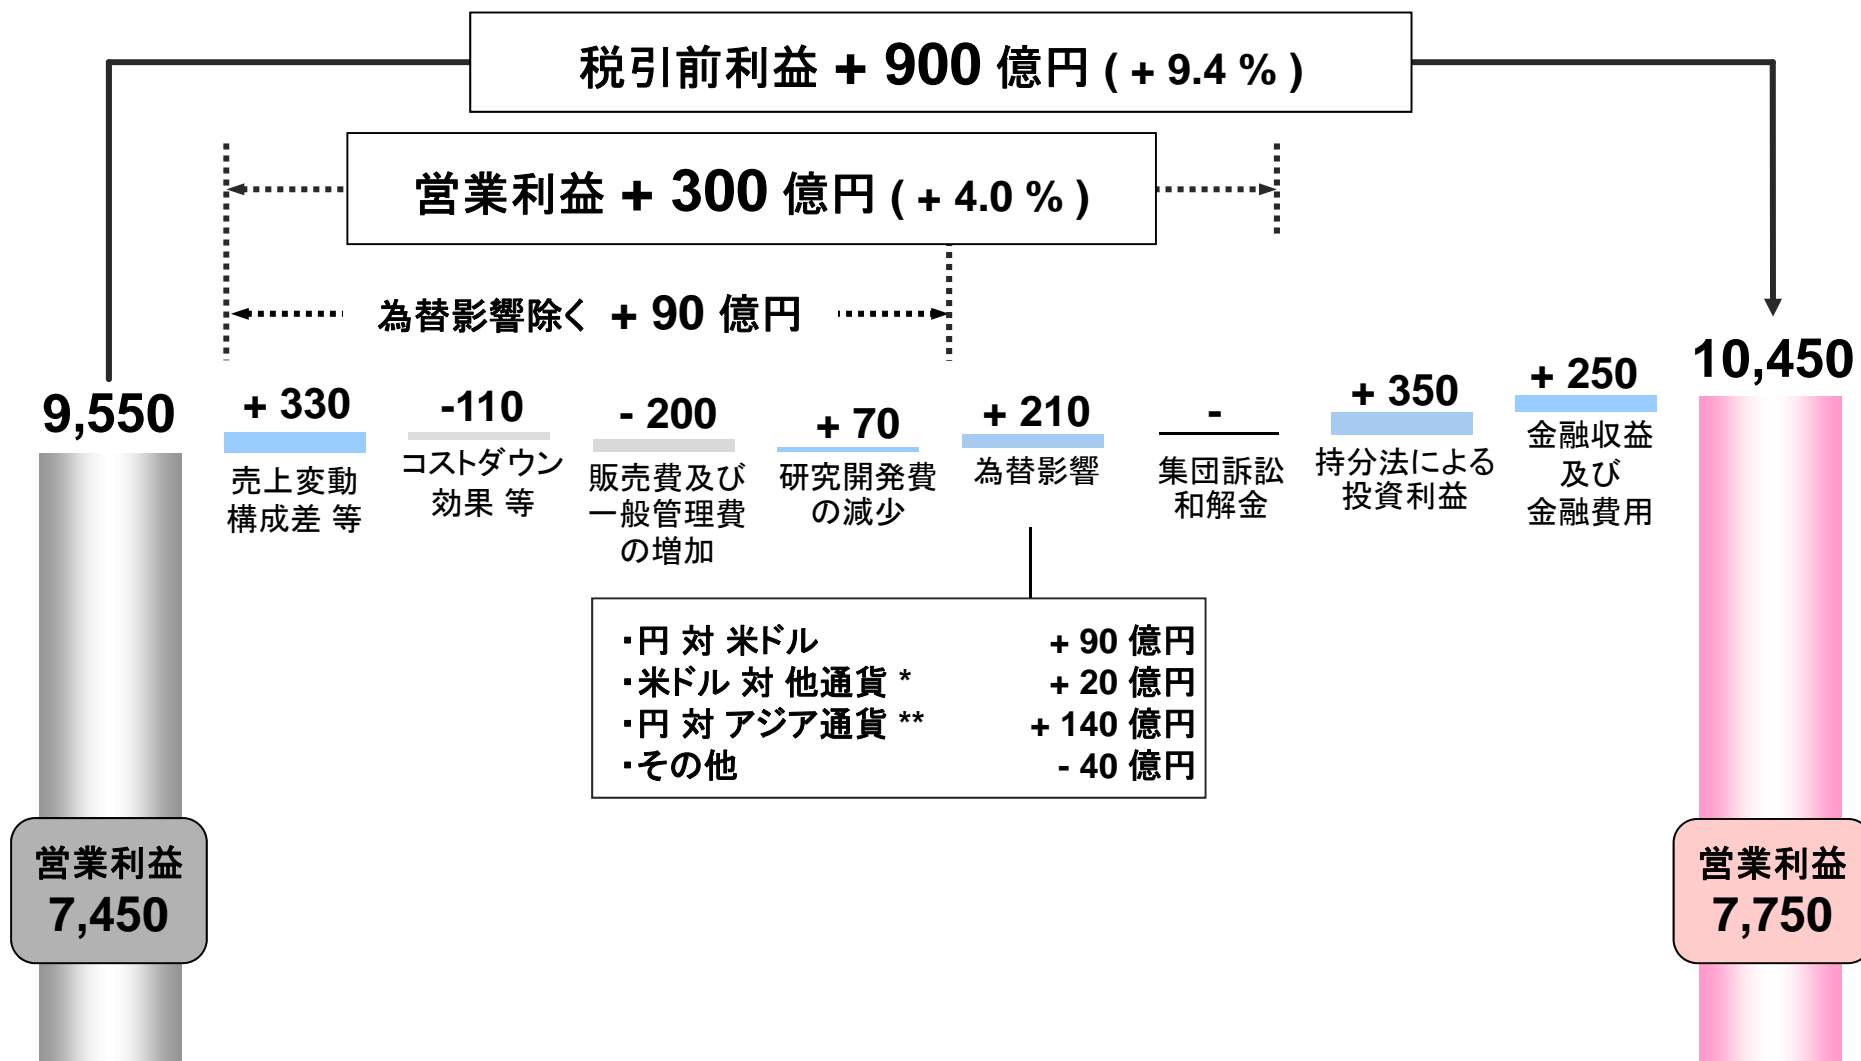 税引前利益 + 900 億円 ( + 9.4 % )
営業利益 + 300 億円 ( + 4.0 % )
為替影響除く + 90 億円
9,550
+ 330
売上変動
構成差 等
-110
コストダウン
効果 等
- 200
販売費及び
一般管理費
の増加
+ 70
研究開発費
の減少
+ 210
為替影響
-
集団訴訟
和解金
+ 350
持分法による
投資利益
+ 250
金融収益
及び
金融費用
10,450
・円 対 米ドル + 90 億円
・米ドル 対 他通貨 * + 20 億円
・円 対 アジア通貨 ** + 140 億円
・その他 - 40 億円
営業利益
7,450
営業利益
7,750